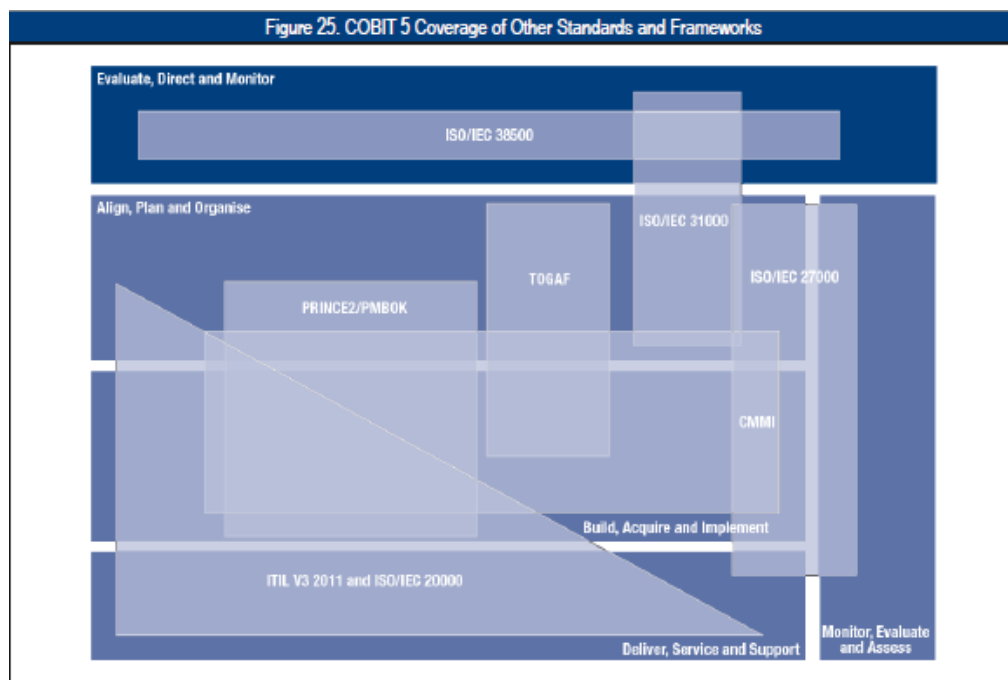 Figure 25. COBIT 5 Coverage of Other Standards and Frameworks
Evaluate, Direct and Monitor
ISO/IEC 38500
Align, Plan and Organise
ISO/IEC 31000
TOGAF
ISO/IEC 27000
PRINCE2/PMBOK
CMMI
Build, Acquire and Implement
ITIL V3 2011 and ISO/IEC 20000
Deliver, Service and Support
Monitor, Evaluate
and Assess